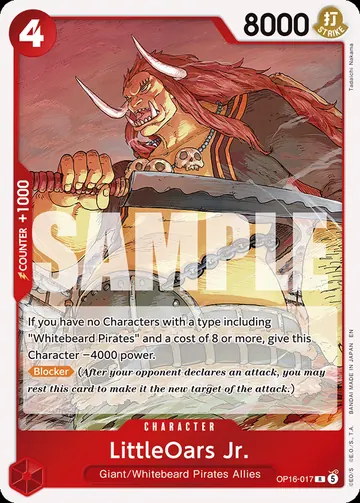 4
8000
打
STRIKE
Tadaiichi Nakama
COUNTER +1000
SAMPLE
If you have no Characters with a type including
"Whitebeard Pirates" and a cost of 8 or more, give this
Character −4000 power.
Blocker (After your opponent declares an attack, you may
rest this card to make it the new target of the attack.)
CHARACTER
LittleOars Jr.
Giant/Whitebeard Pirates Allies
OP16-017 R 5
©E.O./S. ©E.O./S., T.A. BANDAI MADE IN JAPAN EN